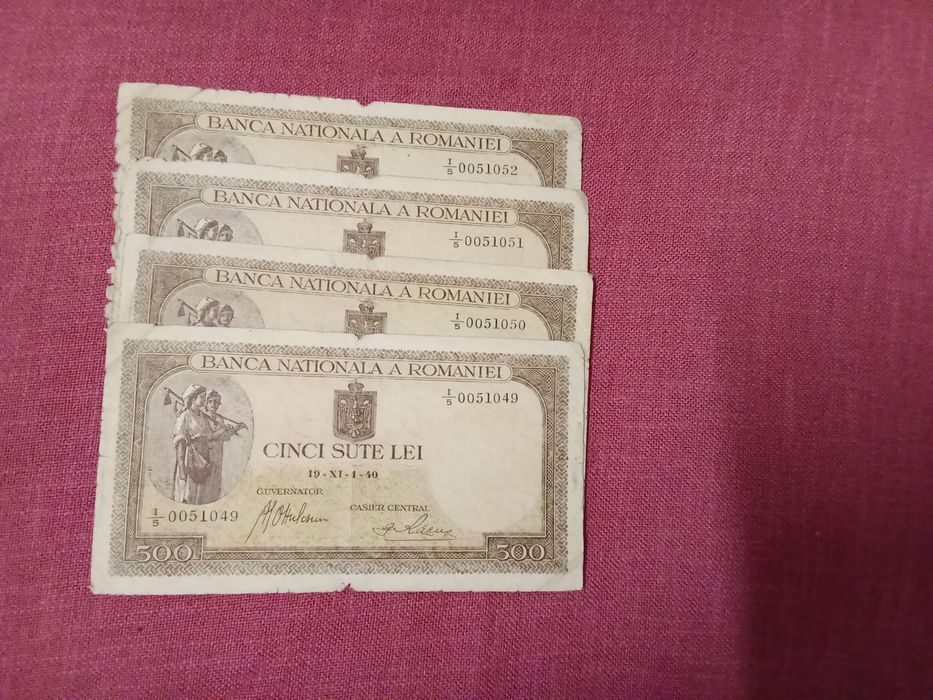 BANCA NATIONALA A ROMANIEI
I/5 0051052
BANCA NATIONALA A ROMANIEI
I/5 0051051
BANCA NATIONALA A ROMANIEI
I/5 0051050
BANCA NATIONALA A ROMANIEI
I/5 0051049
CINCI SUTE LEI
19-XI-1-40
GUVERNATOR
CASIER CENTRAL
I/5 0051049
500 500